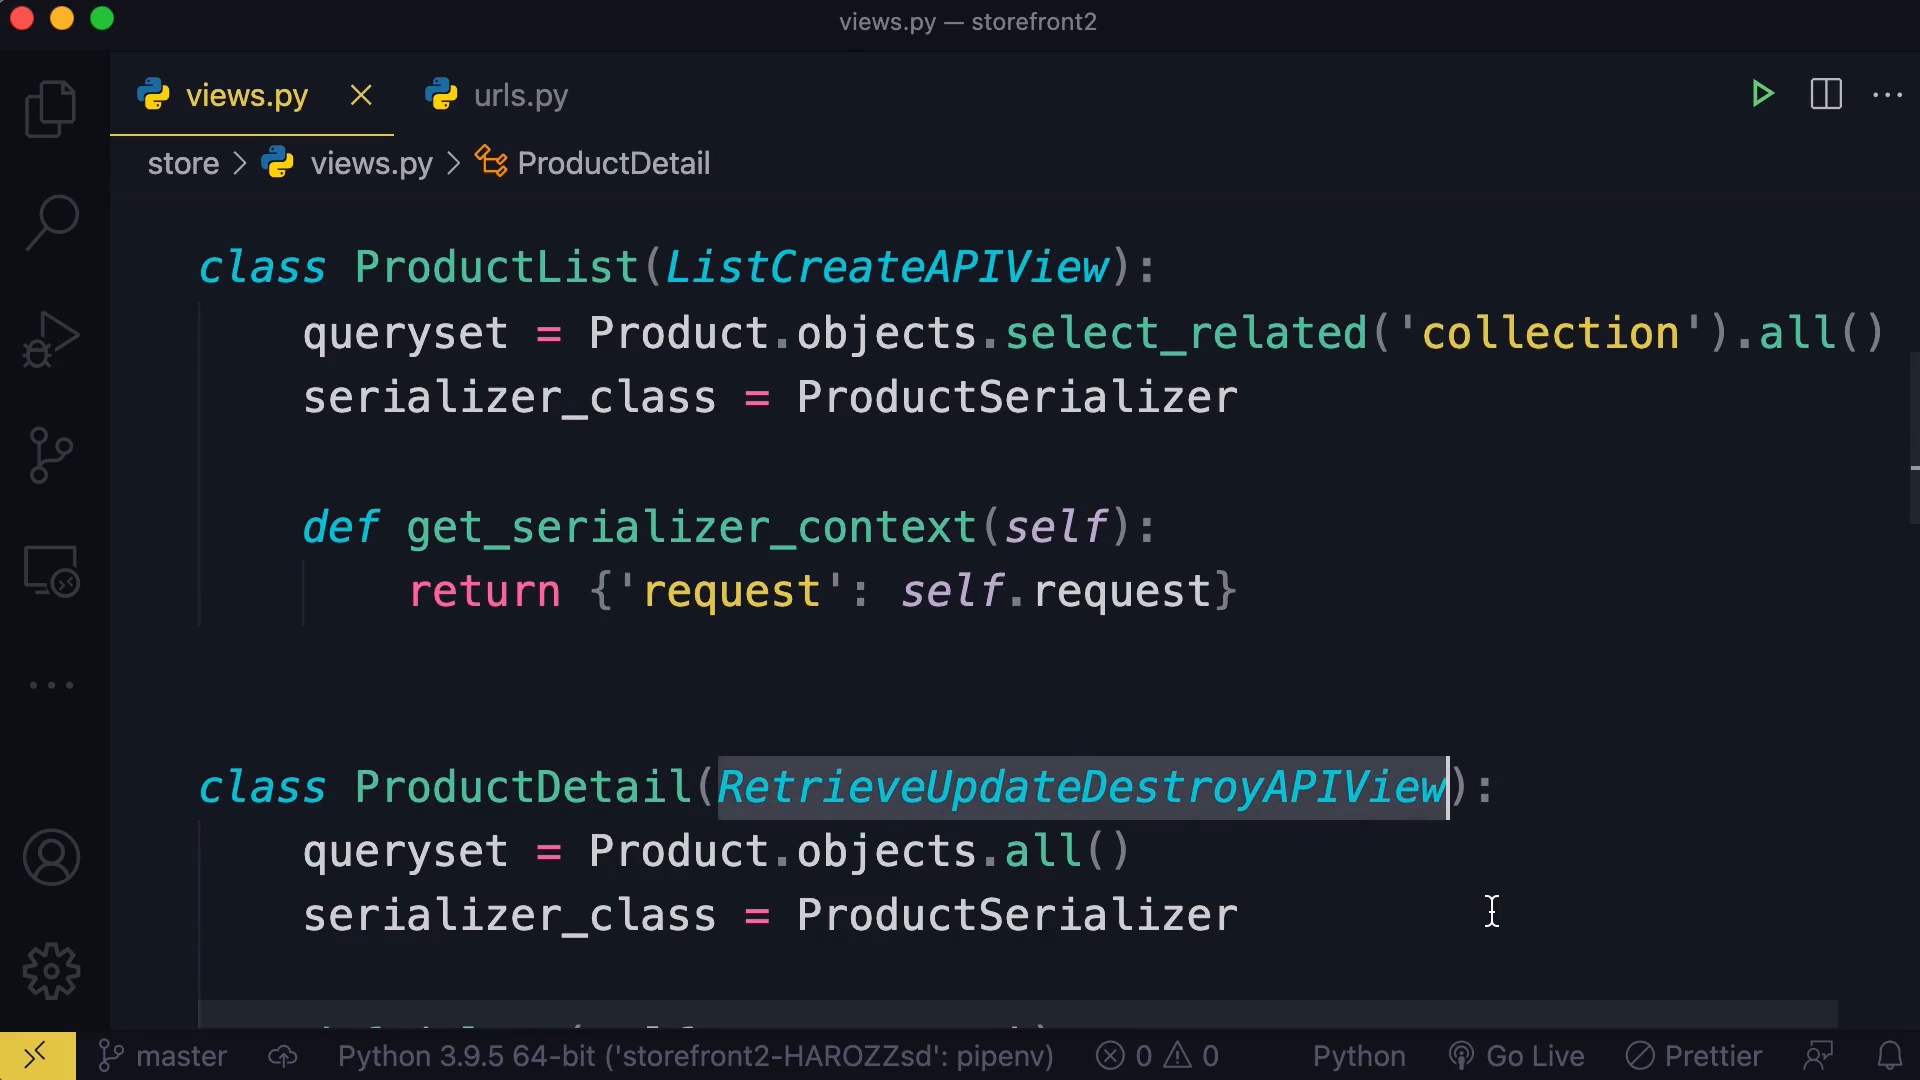 views.py — storefront2
views.py urls.py
store > views.py > ProductDetail
class ProductList(ListCreateAPIView):
queryset = Product.objects.select_related('collection').all()
serializer_class = ProductSerializer
def get_serializer_context(self):
return {'request': self.request}
class ProductDetail(RetrieveUpdateDestroyAPIView):
queryset = Product.objects.all()
serializer_class = ProductSerializer
master Python 3.9.5 64-bit ('storefront2-HAROZZsd': pipenv) 0 0 Python Go Live Prettier